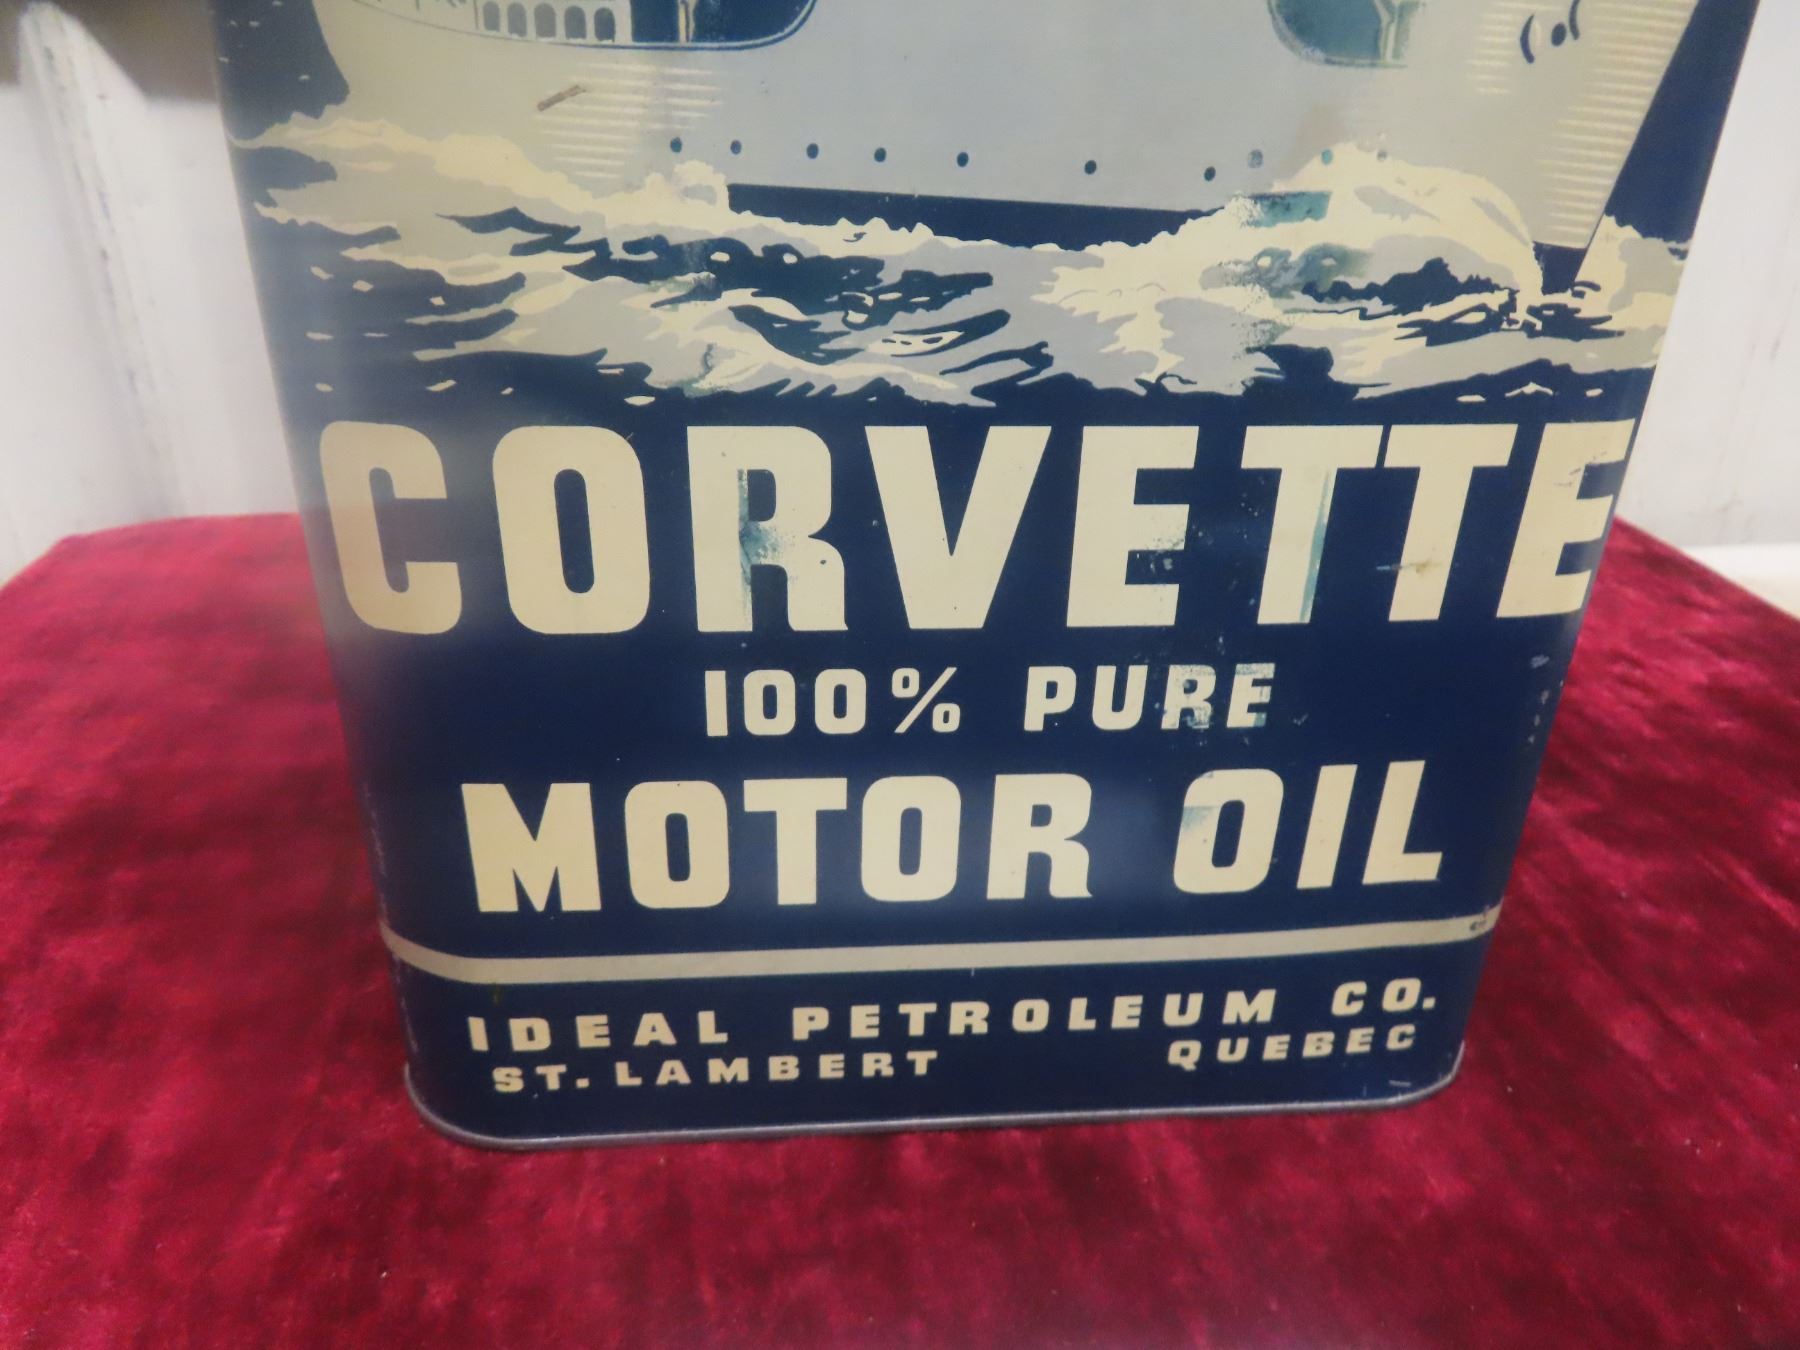 CORVETTE
100% PURE
MOTOR OIL
IDEAL PETROLEUM CO.
ST. LAMBERT QUEBEC